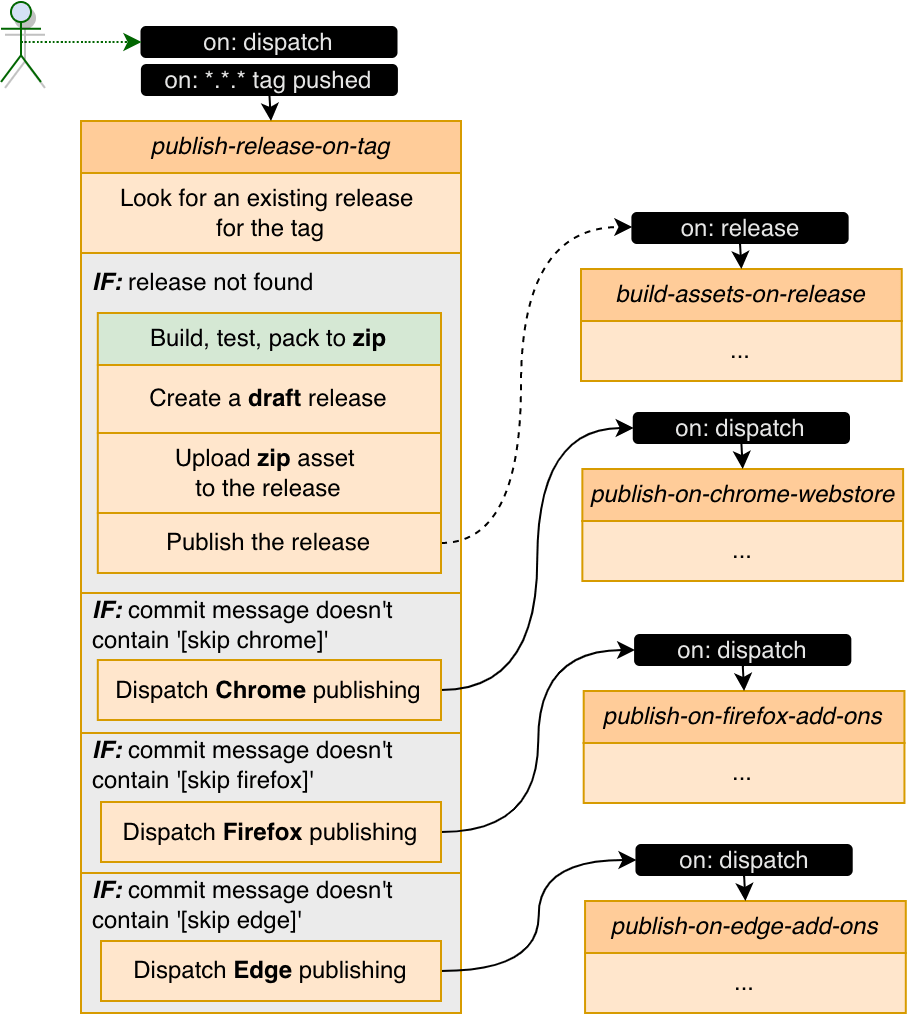 on: dispatch
on: *.*.* tag pushed
publish-release-on-tag
Look for an existing release
for the tag
IF: release not found
Build, test, pack to zip
Create a draft release
Upload zip asset
to the release
Publish the release
IF: commit message doesn't
contain '[skip chrome]'
Dispatch Chrome publishing
IF: commit message doesn't
contain '[skip firefox]'
Dispatch Firefox publishing
IF: commit message doesn't
contain '[skip edge]'
Dispatch Edge publishing
on: release
build-assets-on-release
...
on: dispatch
publish-on-chrome-webstore
...
on: dispatch
publish-on-firefox-add-ons
...
on: dispatch
publish-on-edge-add-ons
...